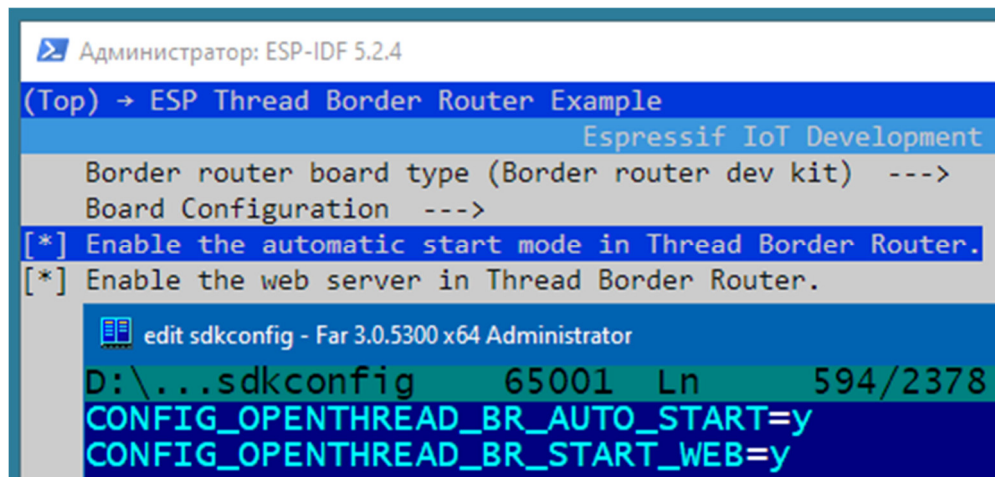 Администратор: ESP-IDF 5.2.4
(Top) → ESP Thread Border Router Example
Espressif IoT Development
Border router board type (Border router dev kit)  --->
Board Configuration  --->
[*] Enable the automatic start mode in Thread Border Router.
[*] Enable the web server in Thread Border Router.
edit sdkconfig - Far 3.0.5300 x64 Administrator
D:\...sdkconfig    65001  Ln    594/2378
CONFIG_OPENTHREAD_BR_AUTO_START=y
CONFIG_OPENTHREAD_BR_START_WEB=y